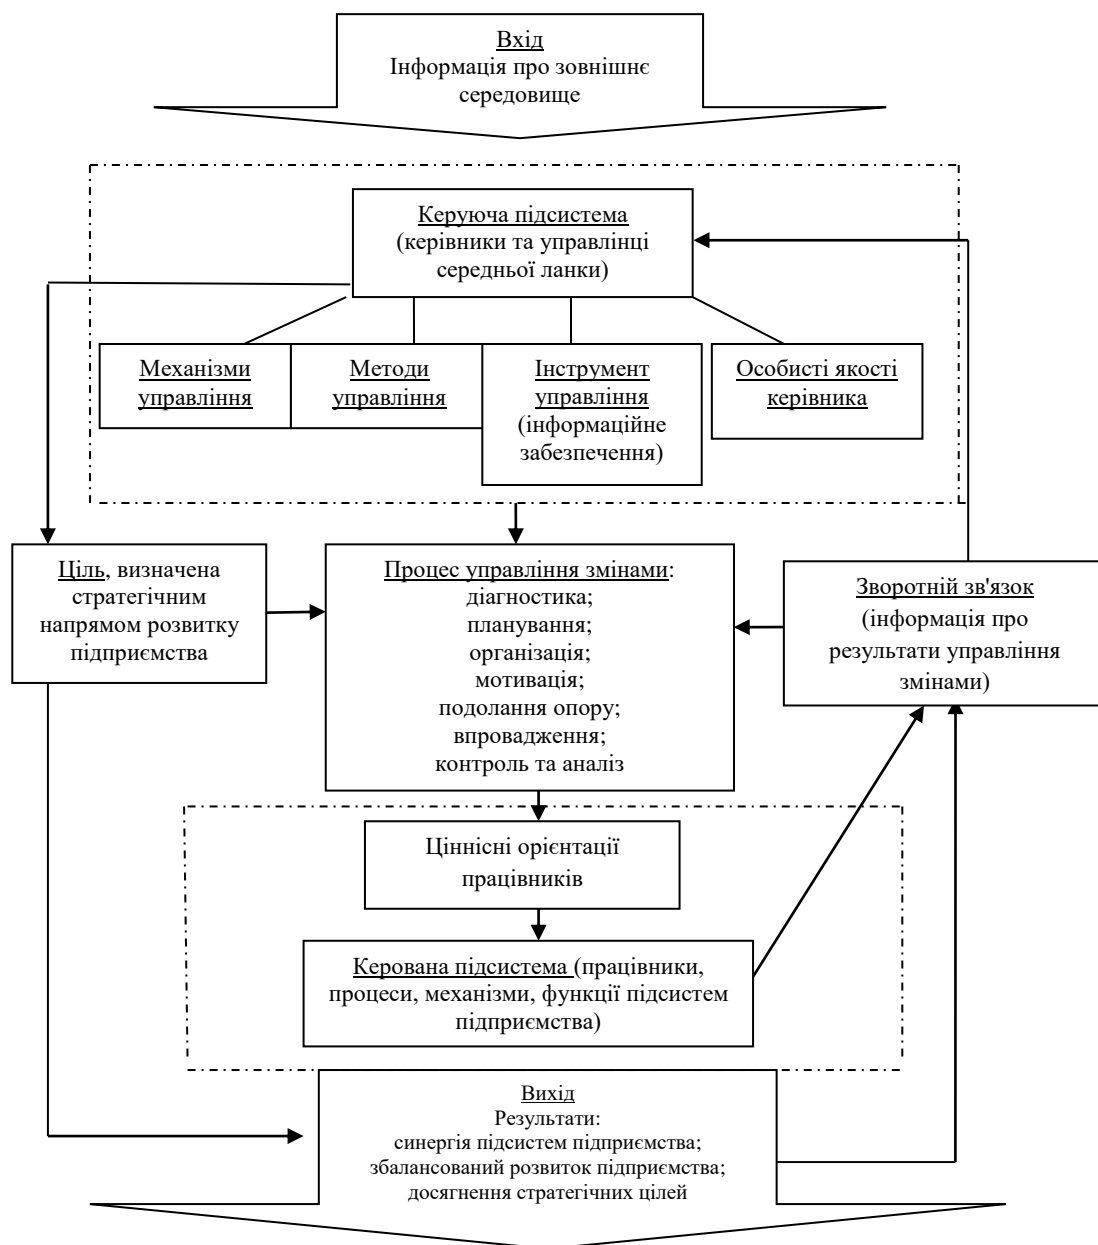 Вхід
Інформація про зовнішнє
середовище
Керуюча підсистема
(керівники та управлінці
середньої ланки)
Механізми
управління
Методи
управління
Інструмент
управління
(інформаційне
забезпечення)
Особисті якості
керівника
Ціль, визначена
стратегічним
напрямом розвитку
підприємства
Процес управління змінами:
діагностика;
планування;
організація;
мотивація;
подолання опору;
впровадження;
контроль та аналіз
Зворотній зв'язок
(інформація про
результати управління
змінами)
Ціннісні орієнтації
працівників
Керована підсистема (працівники,
процеси, механізми, функції підсистем
підприємства)
Вихід
Результати:
синергія підсистем підприємства;
збалансований розвиток підприємства;
досягнення стратегічних цілей